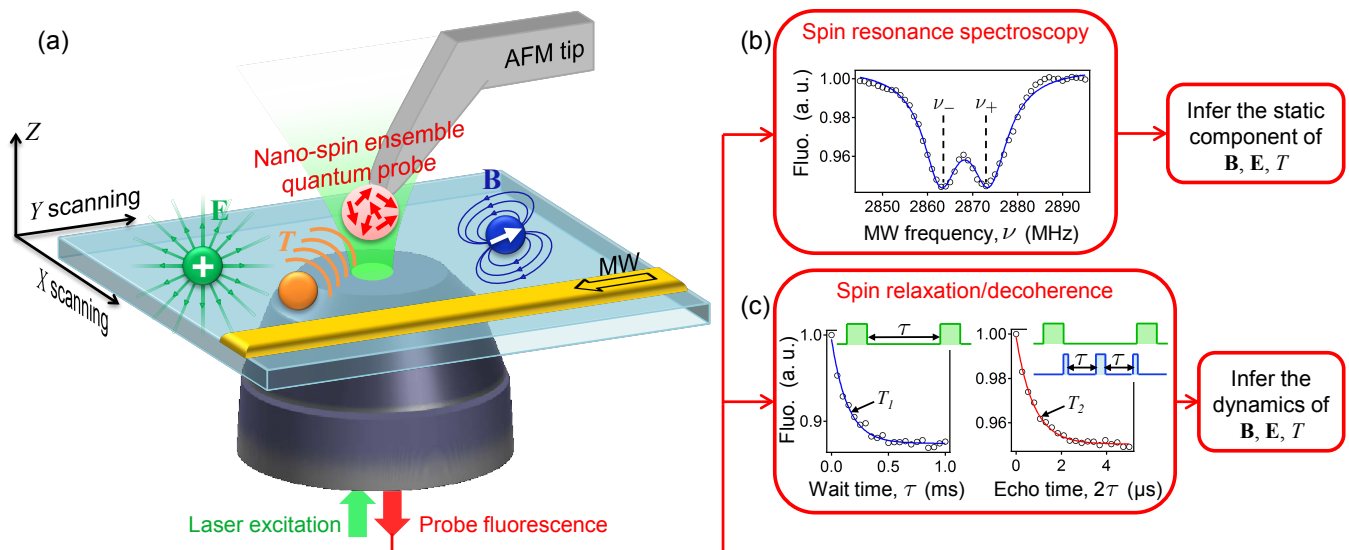 (a)
AFM tip
Nano-spin ensemble
quantum probe
Z
Y scanning
X scanning
E
+
T
B
MW
Laser excitation
Probe fluorescence
(b)
Spin resonance spectroscopy
Fluo. (a. u.)
1.00
0.98
0.96
ν− ν+
2850 2860 2870 2880 2890
MW frequency, ν (MHz)
Infer the static
component of
B, E, T
(c)
Spin relaxation/decoherence
Fluo. (a. u.)
1.0
0.9
τ
T1
0.0 0.5 1.0
Wait time, τ (ms)
1.00
0.98
0.96
0.95
τ τ
T2
0 2 4
Echo time, 2τ (µs)
Infer the
dynamics of
B, E, T